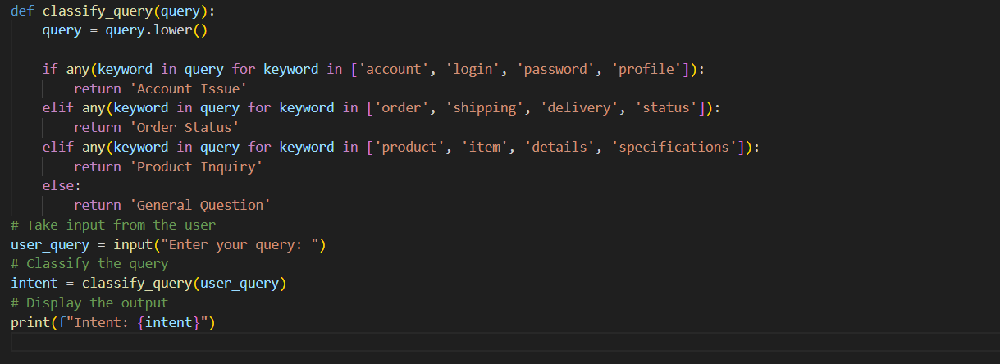 def classify_query(query):
    query = query.lower()

    if any(keyword in query for keyword in ['account', 'login', 'password', 'profile']):
        return 'Account Issue'
    elif any(keyword in query for keyword in ['order', 'shipping', 'delivery', 'status']):
        return 'Order Status'
    elif any(keyword in query for keyword in ['product', 'item', 'details', 'specifications']):
        return 'Product Inquiry'
    else:
        return 'General Question'
# Take input from the user
user_query = input("Enter your query: ")
# Classify the query
intent = classify_query(user_query)
# Display the output
print(f"Intent: {intent}")